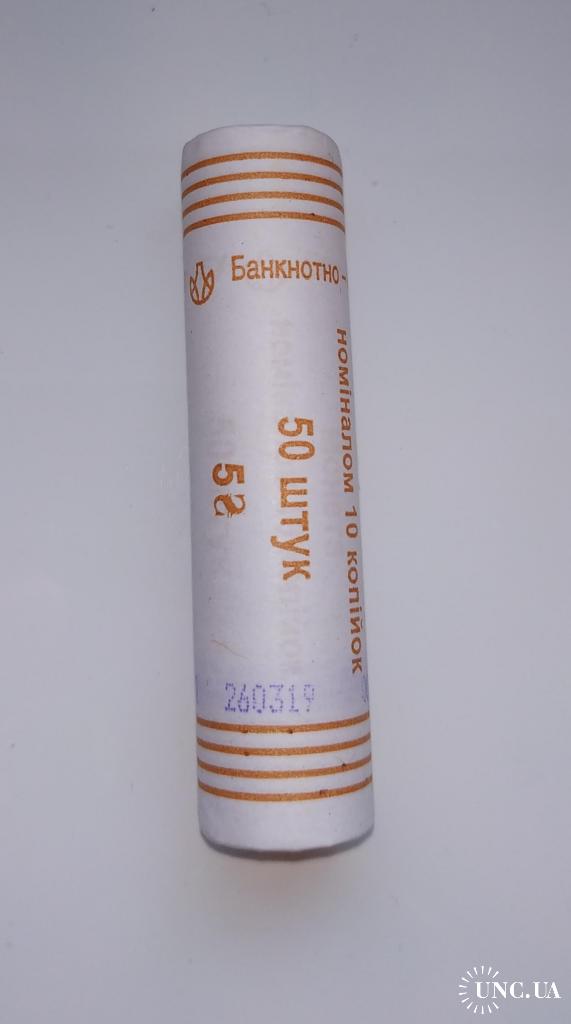 Банкнотно-
номіналом 10 копійок
50 штук
5₴
260319
UNC.UA